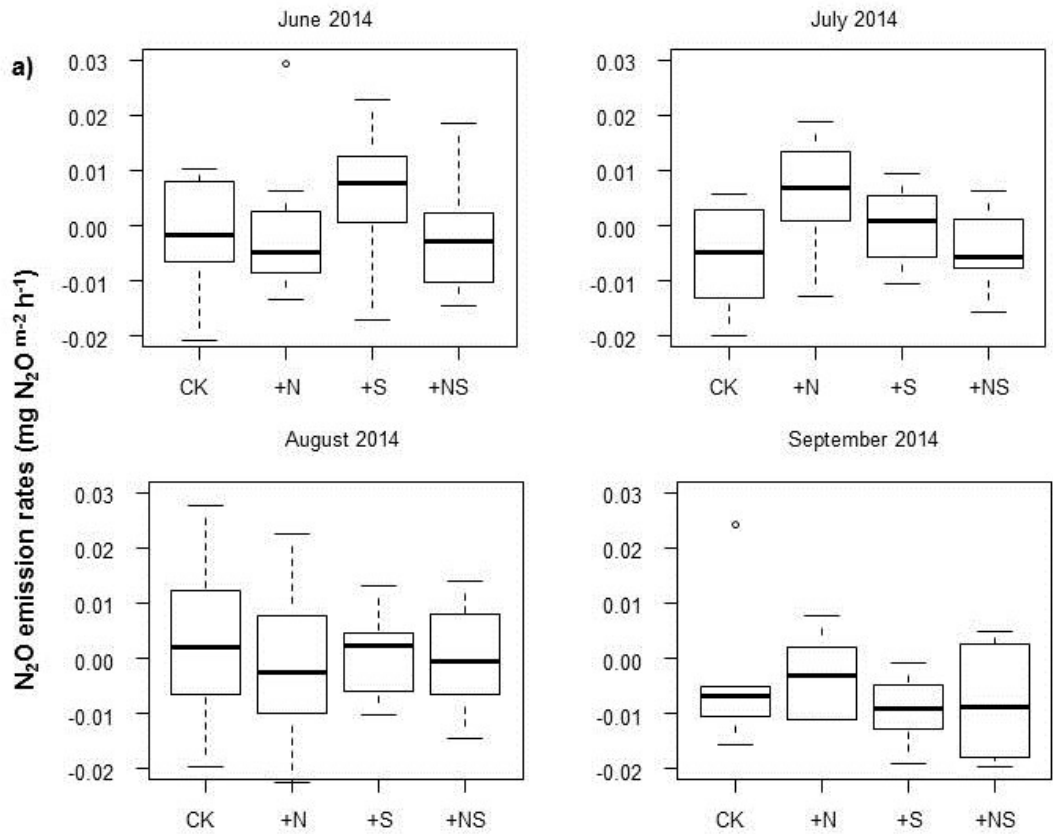 a)
N₂O emission rates (mg N₂O m⁻² h⁻¹)
June 2014
0.03
0.02
0.01
0.00
-0.01
-0.02
CK +N +S +NS
July 2014
0.03
0.02
0.01
0.00
-0.01
-0.02
CK +N +S +NS
August 2014
0.03
0.02
0.01
0.00
-0.01
-0.02
CK +N +S +NS
September 2014
0.03
0.02
0.01
0.00
-0.01
-0.02
CK +N +S +NS